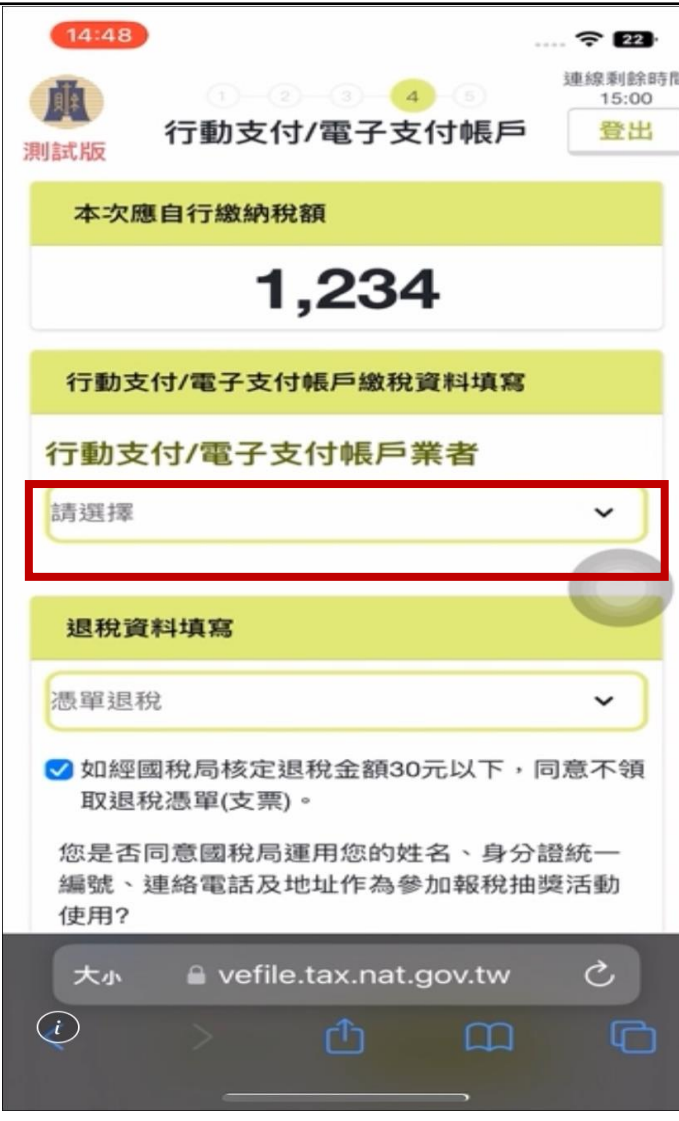 14:48
22
連線剩餘時間
15:00
財
測試版
1 2 3 4 5
行動支付/電子支付帳戶
登出
本次應自行繳納稅額
1,234
行動支付/電子支付帳戶繳稅資料填寫
行動支付/電子支付帳戶業者
請選擇
退稅資料填寫
憑單退稅
如經國稅局核定退稅金額30元以下，同意不領
取退稅憑單(支票)。
您是否同意國稅局運用您的姓名、身分證統一
編號、連絡電話及地址作為參加報稅抽獎活動
使用?
大小 vefile.tax.nat.gov.tw
i